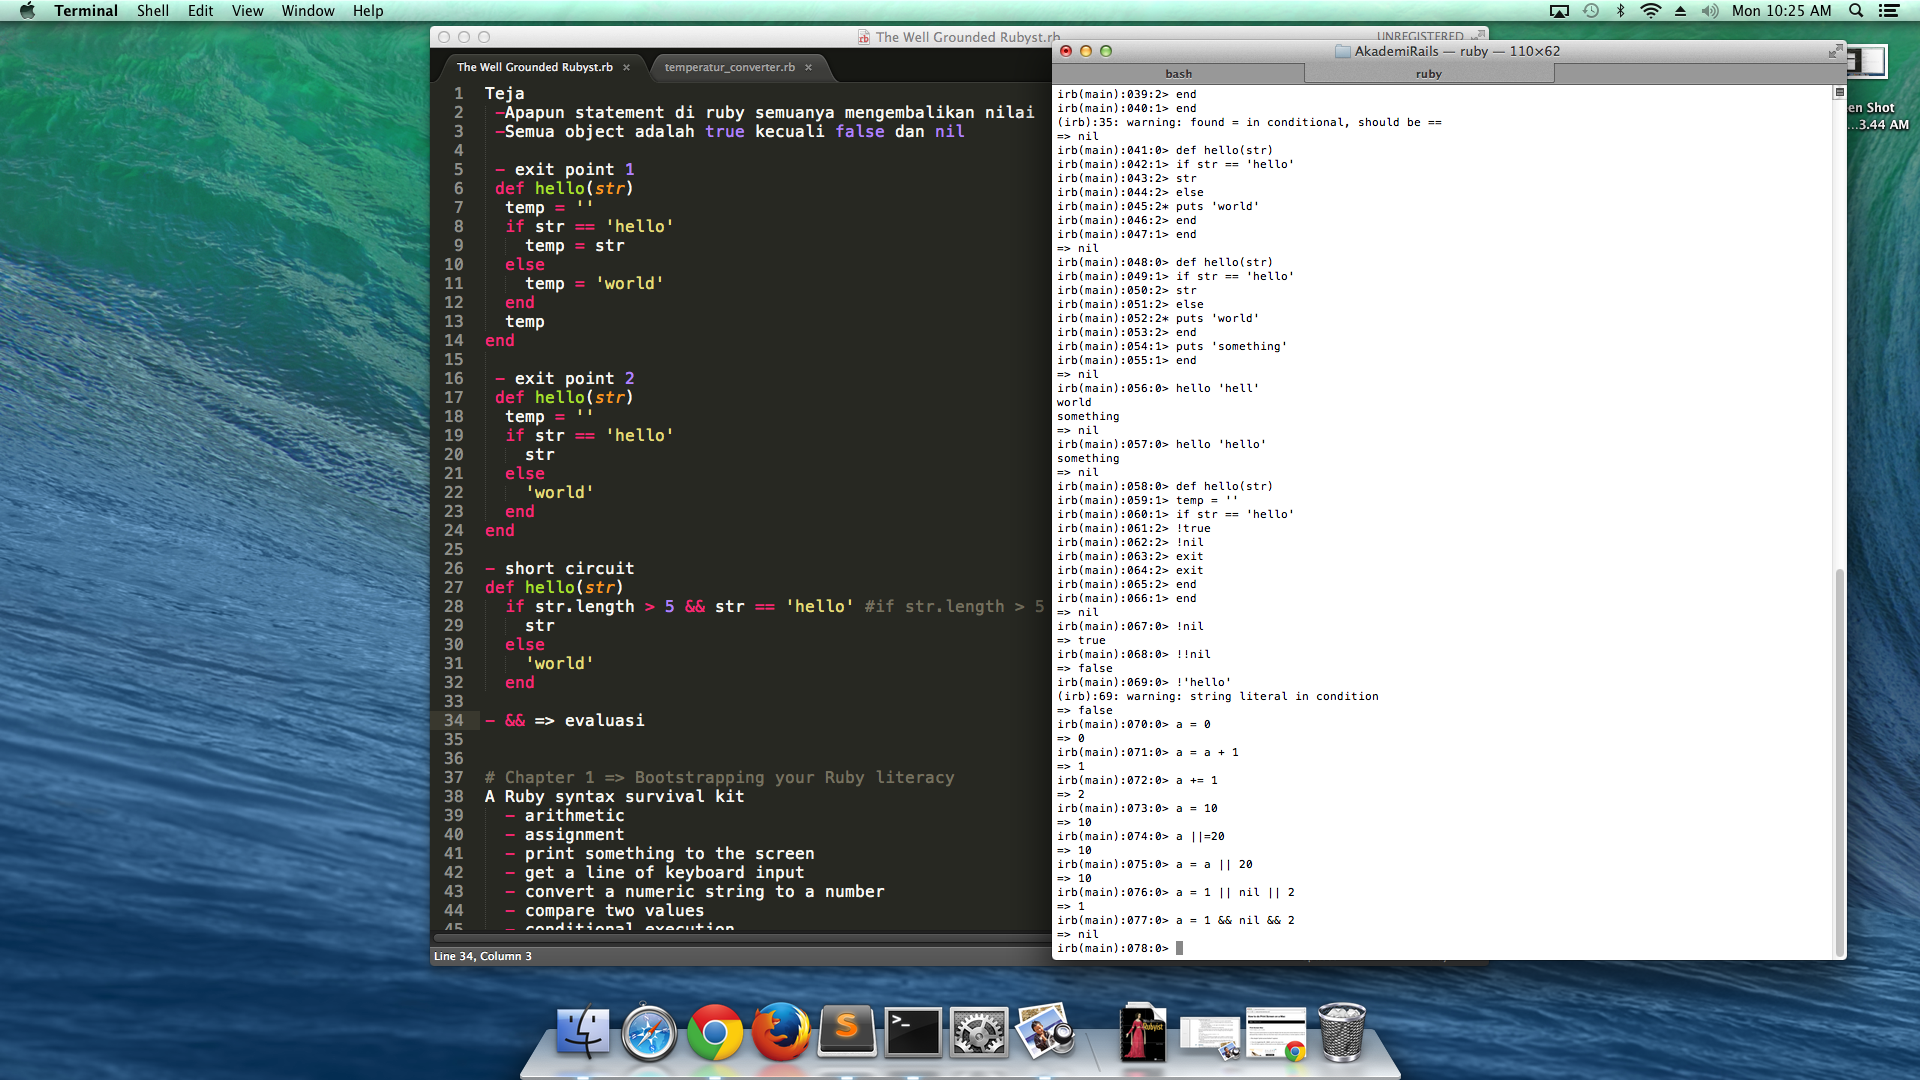 Terminal Shell Edit View Window Help
Mon 10:25 AM
The Well Grounded Rubyst.rb
UNREGISTERED
The Well Grounded Rubyst.rb × temperatur_converter.rb ×
1 Teja
2 -Apapun statement di ruby semuanya mengembalikan nilai
3 -Semua object adalah true kecuali false dan nil
4
5 - exit point 1
6 def hello(str)
7 temp = ''
8 if str == 'hello'
9 temp = str
10 else
11 temp = 'world'
12 end
13 temp
14 end
15
16 - exit point 2
17 def hello(str)
18 temp = ''
19 if str == 'hello'
20 str
21 else
22 'world'
23 end
24 end
25
26 - short circuit
27 def hello(str)
28 if str.length > 5 && str == 'hello' #if str.length > 5
29 str
30 else
31 'world'
32 end
33
34 - && => evaluasi
35
36
37 # Chapter 1 => Bootstrapping your Ruby literacy
38 A Ruby syntax survival kit
39 - arithmetic
40 - assignment
41 - print something to the screen
42 - get a line of keyboard input
43 - convert a numeric string to a number
44 - compare two values
45 - conditional execution
Line 34, Column 3
AkademiRails — ruby — 110×62
bash ruby
irb(main):039:2> end
irb(main):040:1> end
(irb):35: warning: found = in conditional, should be ==
=> nil
irb(main):041:0> def hello(str)
irb(main):042:1> if str == 'hello'
irb(main):043:2> str
irb(main):044:2> else
irb(main):045:2* puts 'world'
irb(main):046:2> end
irb(main):047:1> end
=> nil
irb(main):048:0> def hello(str)
irb(main):049:1> if str == 'hello'
irb(main):050:2> str
irb(main):051:2> else
irb(main):052:2* puts 'world'
irb(main):053:2> end
irb(main):054:1> puts 'something'
irb(main):055:1> end
=> nil
irb(main):056:0> hello 'hell'
world
something
=> nil
irb(main):057:0> hello 'hello'
something
=> nil
irb(main):058:0> def hello(str)
irb(main):059:1> temp = ''
irb(main):060:1> if str == 'hello'
irb(main):061:2> !true
irb(main):062:2> !nil
irb(main):063:2> exit
irb(main):064:2> exit
irb(main):065:2> end
irb(main):066:1> end
=> nil
irb(main):067:0> !nil
=> true
irb(main):068:0> !!nil
=> false
irb(main):069:0> !'hello'
(irb):69: warning: string literal in condition
=> false
irb(main):070:0> a = 0
=> 0
irb(main):071:0> a = a + 1
=> 1
irb(main):072:0> a += 1
=> 2
irb(main):073:0> a = 10
=> 10
irb(main):074:0> a ||=20
=> 10
irb(main):075:0> a = a || 20
=> 10
irb(main):076:0> a = 1 || nil || 2
=> 1
irb(main):077:0> a = 1 && nil && 2
=> nil
irb(main):078:0>
een Shot
...3.44 AM
Rubyist